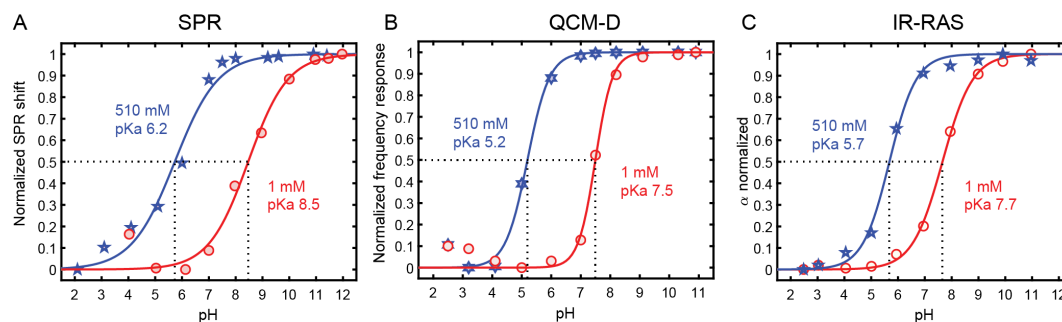 A
SPR
Normalized SPR shift
1
0.9
0.8
0.7
0.6
0.5
0.4
0.3
0.2
0.1
0
510 mM
pKa 6.2
1 mM
pKa 8.5
2 3 4 5 6 7 8 9 10 11 12
pH
B
QCM-D
Normalized frequency response
1
0.9
0.8
0.7
0.6
0.5
0.4
0.3
0.2
0.1
0
510 mM
pKa 5.2
1 mM
pKa 7.5
2 3 4 5 6 7 8 9 10 11
pH
C
IR-RAS
α normalized
1
0.9
0.8
0.7
0.6
0.5
0.4
0.3
0.2
0.1
0
510 mM
pKa 5.7
1 mM
pKa 7.7
2 3 4 5 6 7 8 9 10 11 12
pH